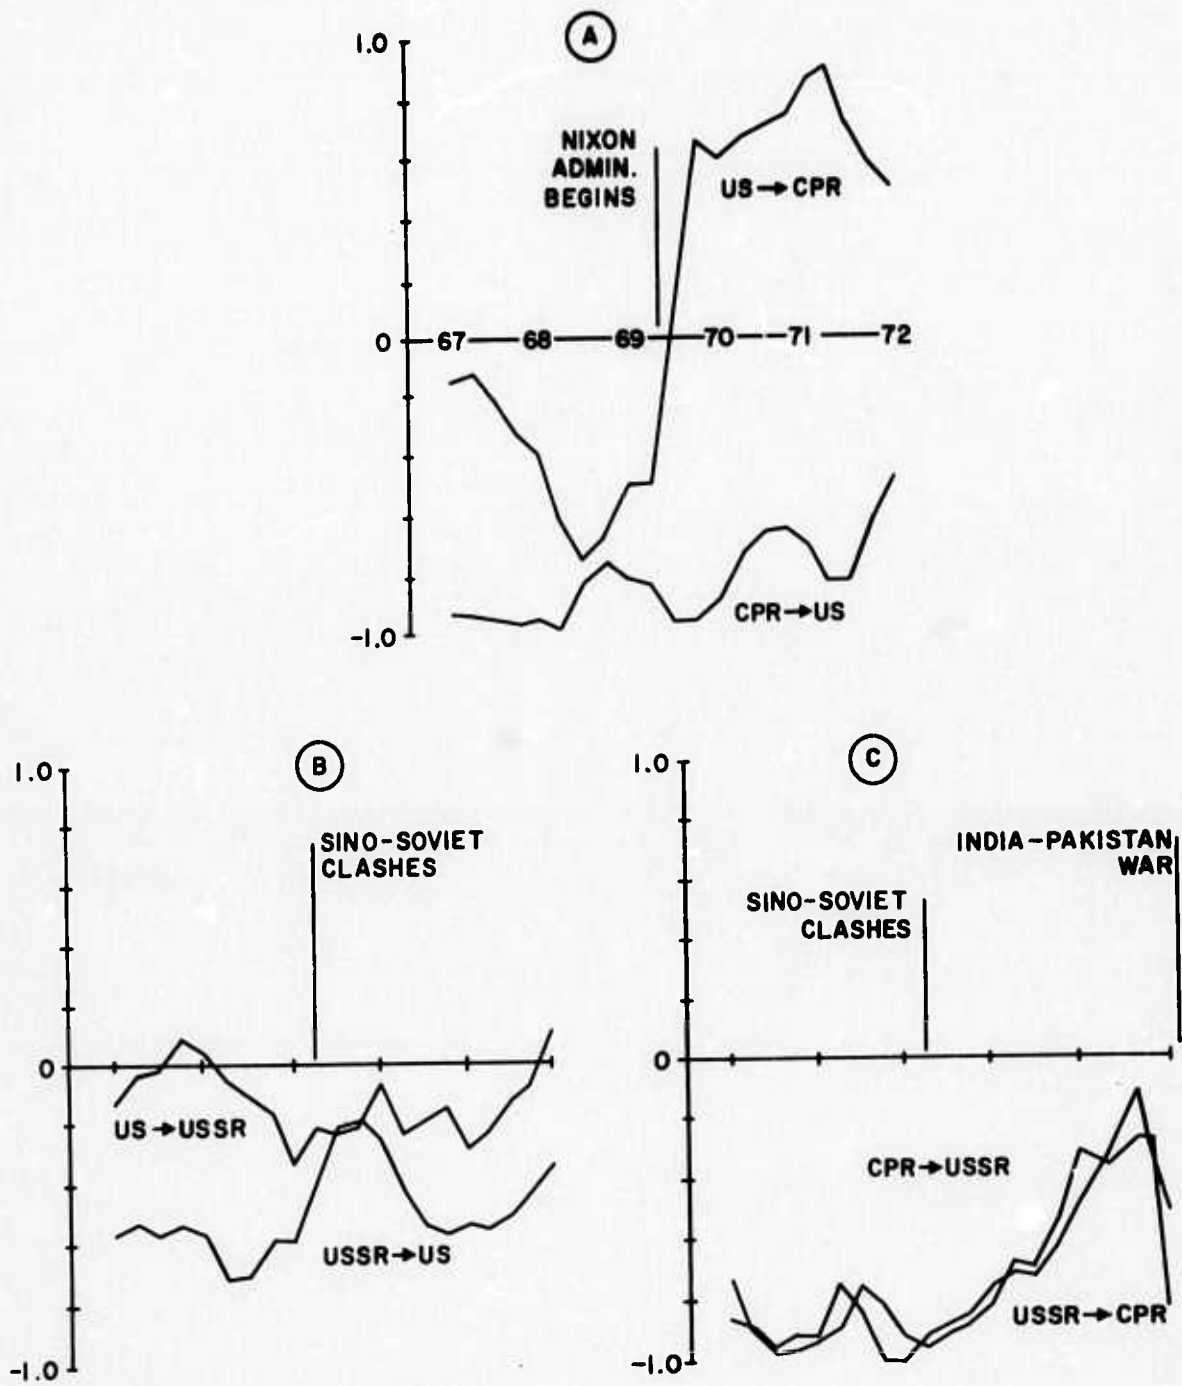 A
1.0
NIXON
ADMIN.
BEGINS
US→CPR
0
67 68 69 70 71 72
CPR→US
-1.0
B
1.0
SINO-SOVIET
CLASHES
0
US→USSR
USSR→US
-1.0
C
1.0
INDIA-PAKISTAN
WAR
SINO-SOVIET
CLASHES
0
CPR→USSR
USSR→CPR
-1.0